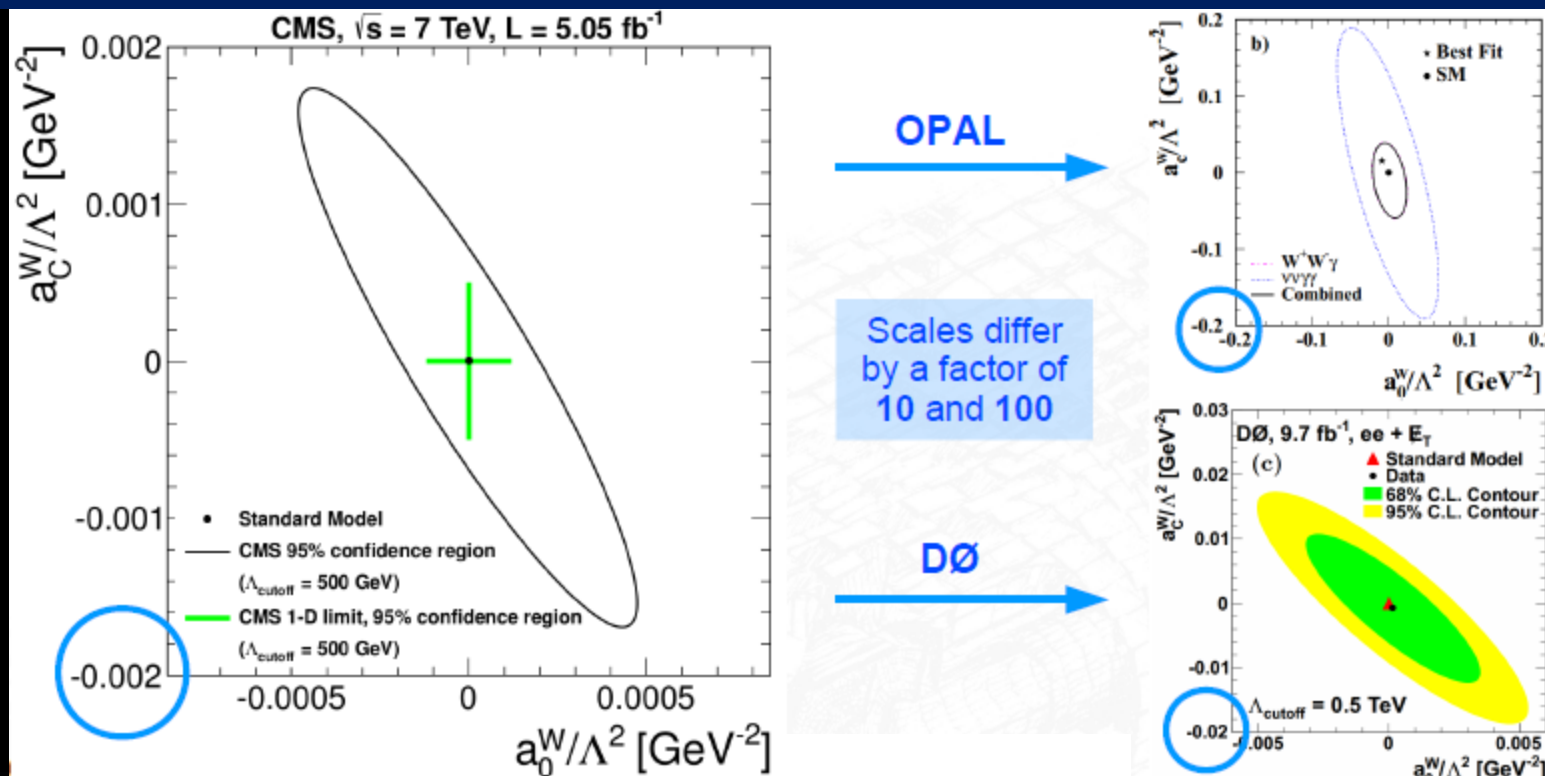 CMS, √s = 7 TeV, L = 5.05 fb⁻¹
a_C^W/Λ² [GeV⁻²]
0.002
0.001
0
-0.001
-0.002
-0.0005 0 0.0005
a_0^W/Λ² [GeV⁻²]
• Standard Model
CMS 95% confidence region
(Λcutoff = 500 GeV)
CMS 1-D limit, 95% confidence region
(Λcutoff = 500 GeV)
OPAL
Scales differ
by a factor of
10 and 100
DØ
b)
a_c^W/Λ² [GeV⁻²]
0.2
0.1
0
-0.1
-0.2
⋆ Best Fit
• SM
W⁺W⁻γ
ννγγ
Combined
-0.2 -0.1 0 0.1
a_0^W/Λ² [GeV⁻²]
a_C^W/Λ² [GeV⁻²]
0.03
0.02
0.01
0
-0.01
-0.02
DØ, 9.7 fb⁻¹, ee + E_T
(c)
Standard Model
Data
68% C.L. Contour
95% C.L. Contour
Λcutoff = 0.5 TeV
-0.005 0 0.005
a_0^W/Λ² [GeV⁻²]